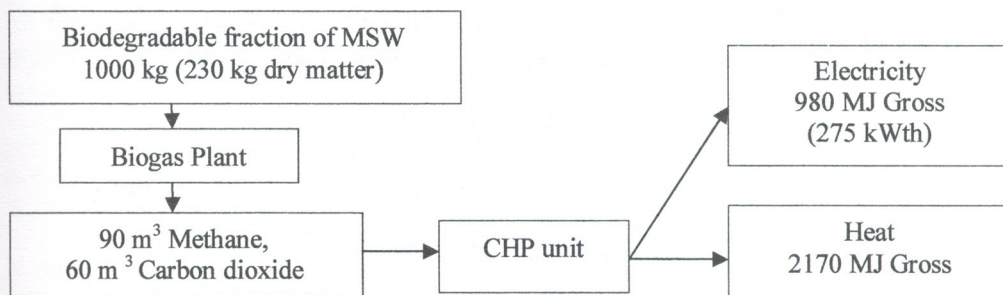 Biodegradable fraction of MSW
1000 kg (230 kg dry matter)
Biogas Plant
90 m³ Methane,
60 m ³ Carbon dioxide
CHP unit
Electricity
980 MJ Gross
(275 kWth)
Heat
2170 MJ Gross